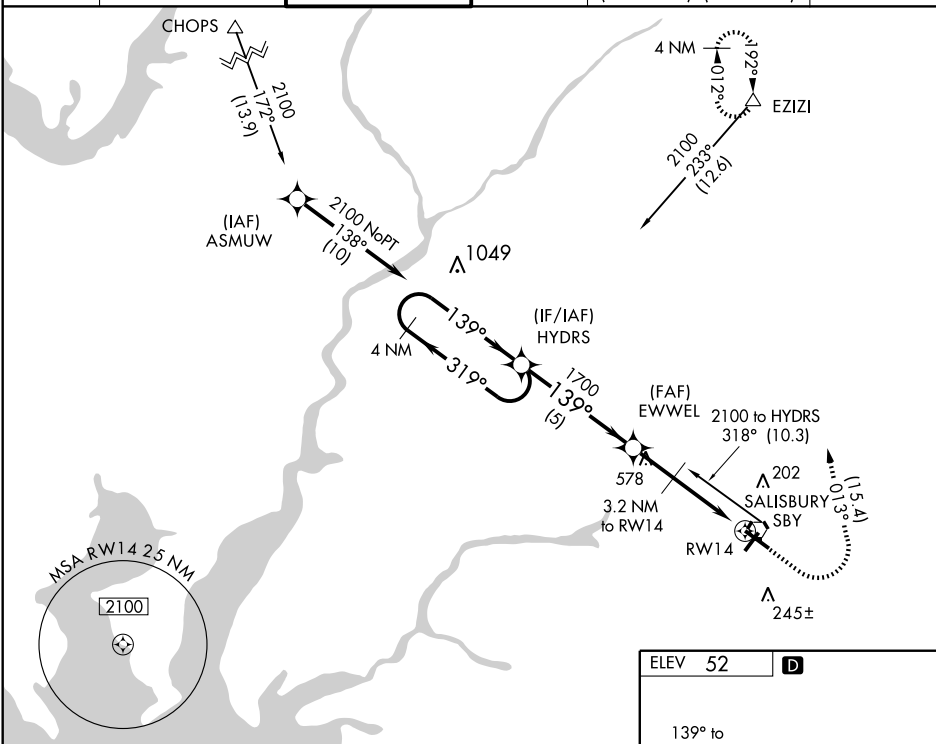 CHOPS
2100
172°
(13.9)
4 NM
012°
192°
EZIZI
2100
233°
(12.6)
(IAF)
ASMUW
2100 NoPT
138°
(10)
1049
139°
4 NM
319°
(IF/IAF)
HYDRS
1700
139°
(5)
(FAF)
EWWEL
2100 to HYDRS
318° (10.3)
578
3.2 NM
to RW14
202
SALISBURY
SBY
RW14
013°
(15.4)
245±
MSA RW14 25 NM
2100
ELEV 52
D
139° to